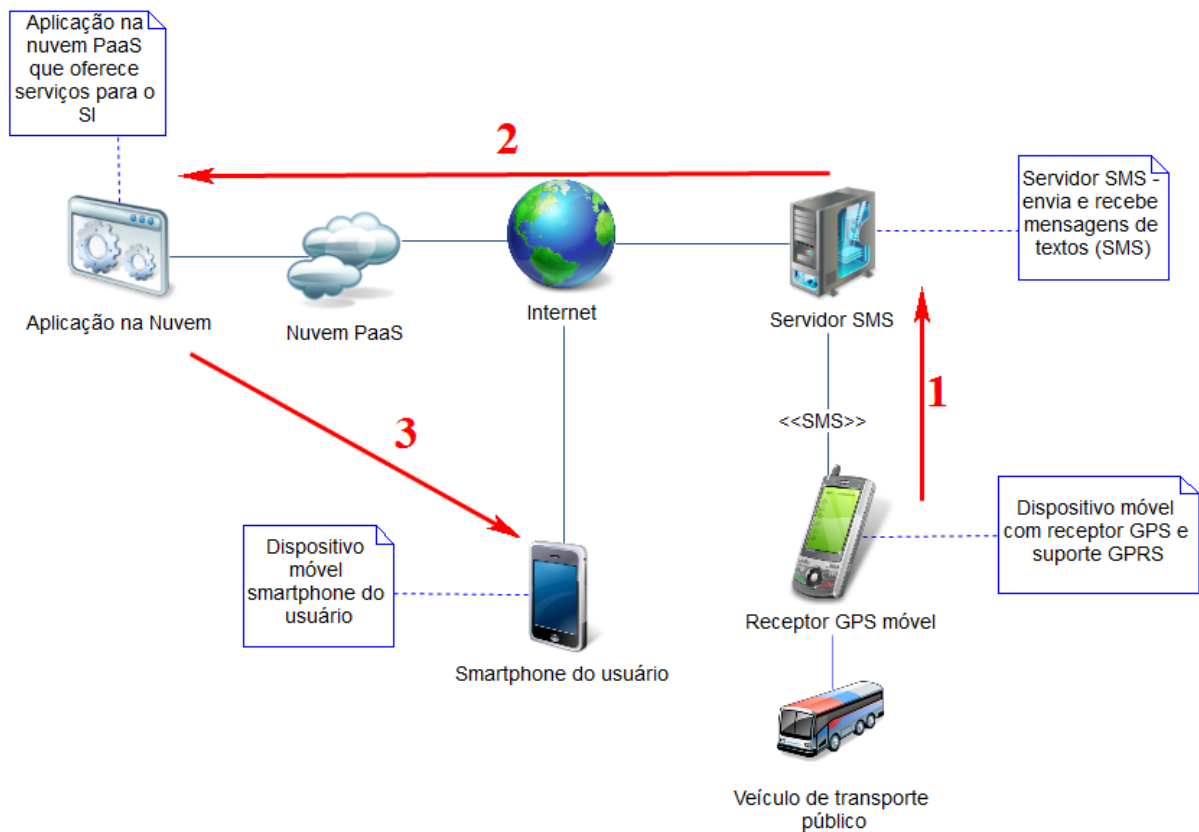 Aplicação na
nuvem PaaS
que oferece
serviços para o
SI
2
Servidor SMS -
envia e recebe
mensagens de
textos (SMS)
Aplicação na Nuvem
Nuvem PaaS
Internet
Servidor SMS
1
<<SMS>>
3
Dispositivo móvel
com receptor GPS e
suporte GPRS
Dispositivo
móvel
smartphone do
usuário
Receptor GPS móvel
Smartphone do usuário
Veículo de transporte
público